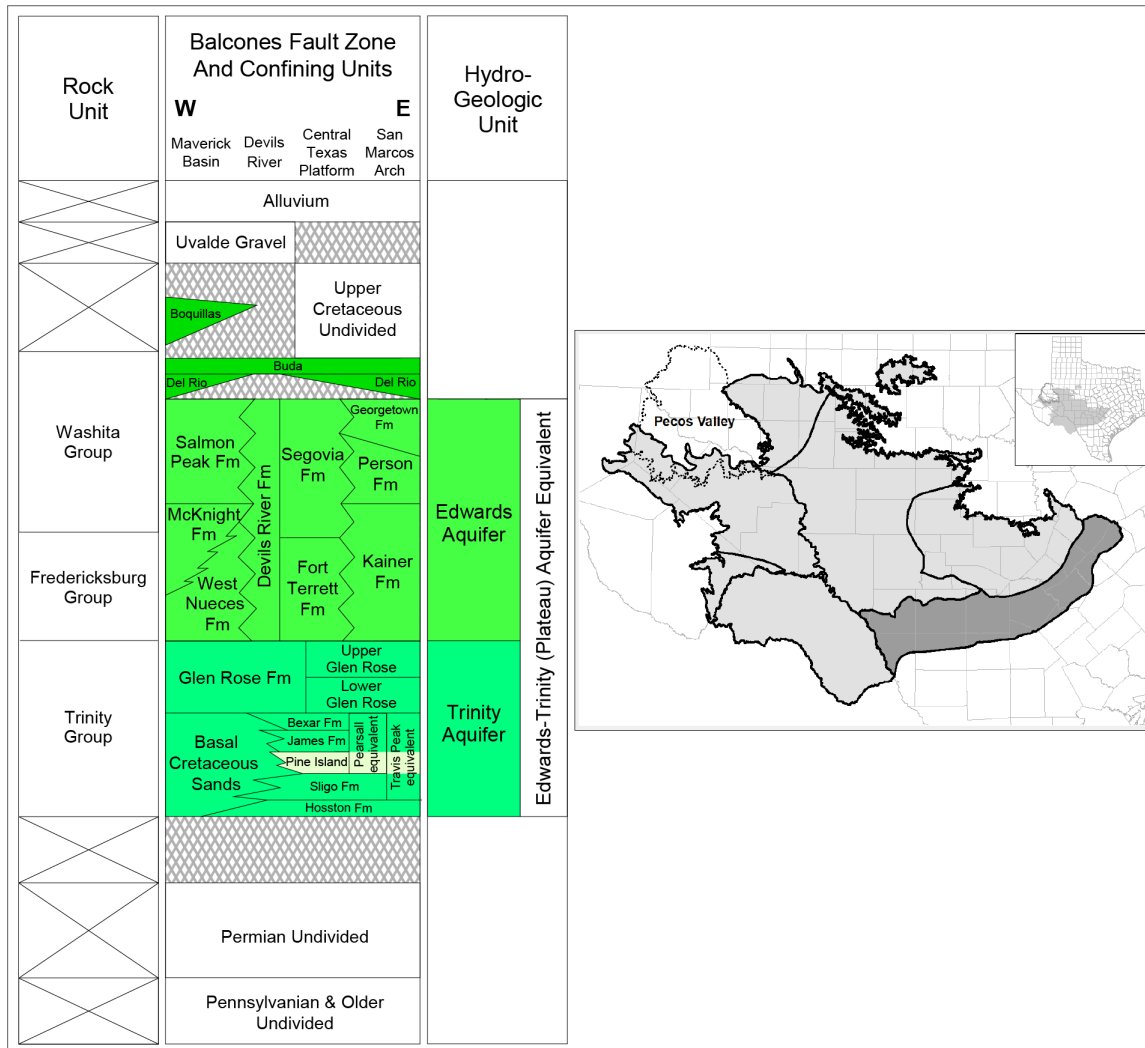 Rock
Unit
Balcones Fault Zone
And Confining Units
W
E
Maverick
Basin
Devils
River
Central
Texas
Platform
San
Marcos
Arch
Hydro-
Geologic
Unit
Alluvium
Uvalde Gravel
Boquillas
Upper
Cretaceous
Undivided
Buda
Del Rio
Del Rio
Washita
Group
Salmon
Peak Fm
Devils River Fm
Segovia
Fm
Georgetown
Fm
Person
Fm
McKnight
Fm
Fredericksburg
Group
West
Nueces
Fm
Fort
Terrett
Fm
Kainer
Fm
Edwards
Aquifer
Edwards-Trinity (Plateau) Aquifer Equivalent
Trinity
Group
Glen Rose Fm
Upper
Glen Rose
Lower
Glen Rose
Basal
Cretaceous
Sands
Bexar Fm
James Fm
Pine Island
Pearsall
equivalent
Travis Peak
equivalent
Sligo Fm
Hosston Fm
Trinity
Aquifer
Permian Undivided
Pennsylvanian & Older
Undivided
Pecos Valley